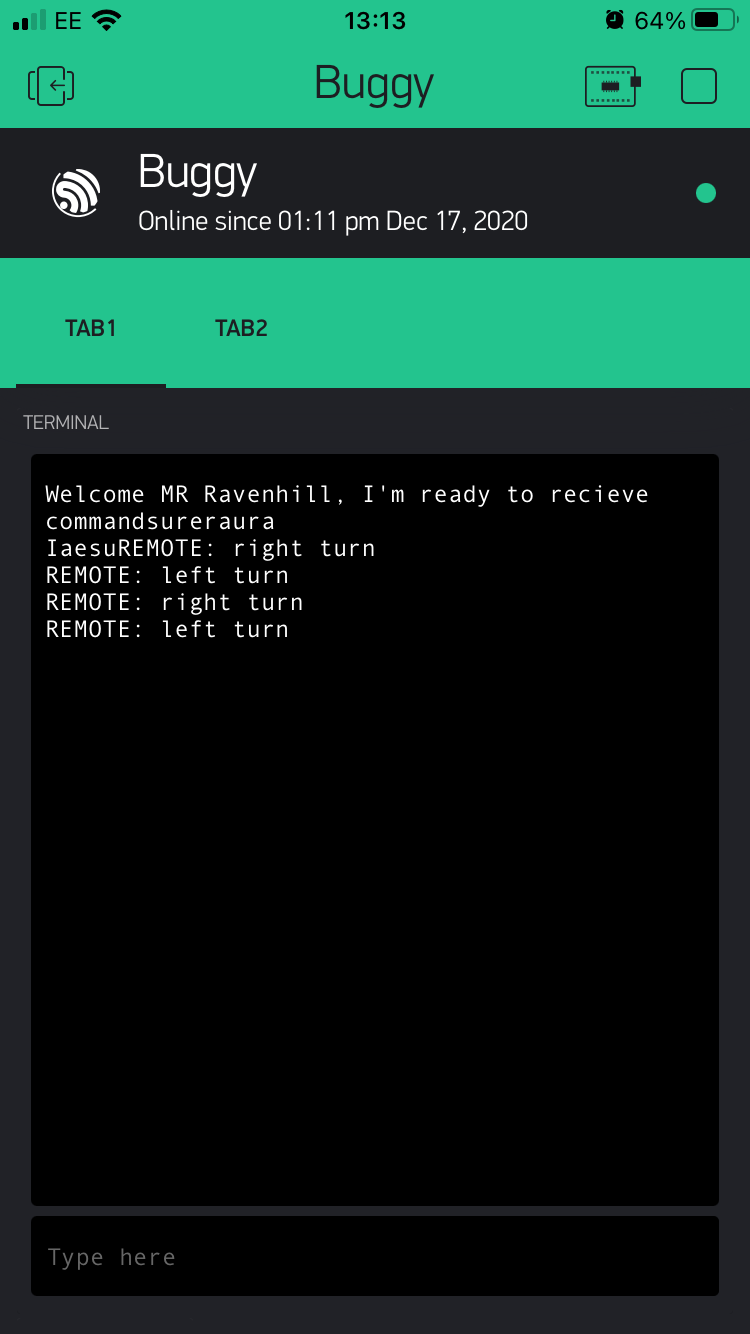 EE 13:13 64%
Buggy
Buggy
Online since 01:11 pm Dec 17, 2020
TAB1 TAB2
TERMINAL
Welcome MR Ravenhill, I'm ready to recieve
commandsureraura
IaesuREMOTE: right turn
REMOTE: left turn
REMOTE: right turn
REMOTE: left turn
Type here